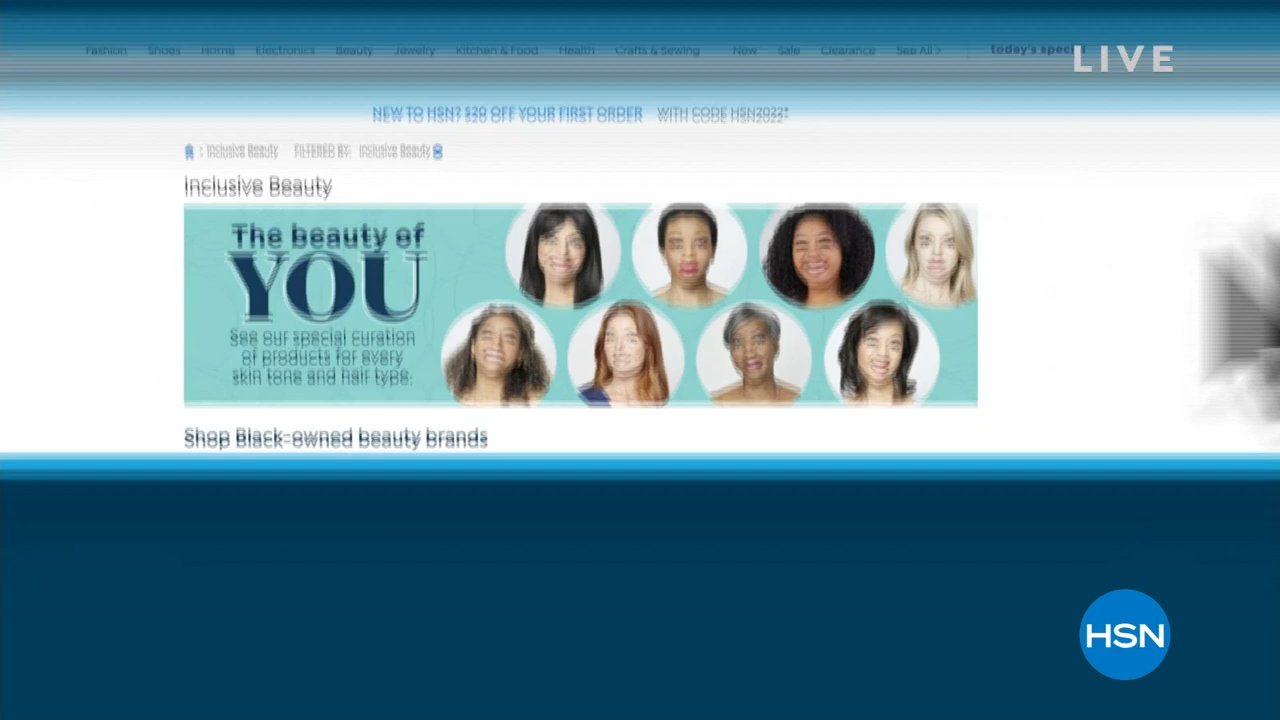 Fashion Shoes Home Electronics Beauty Jewelry Kitchen & Food Health Crafts & Sewing New Sale Clearance See All > today's special
LIVE
NEW TO HSN? $20 OFF YOUR FIRST ORDER WITH CODE HSN2022*
> Inclusive Beauty FILTERED BY: Inclusive Beauty
Inclusive Beauty
The beauty of
YOU
See our special curation
of products for every
skin tone and hair type.
Shop Black-owned beauty brands
HSN